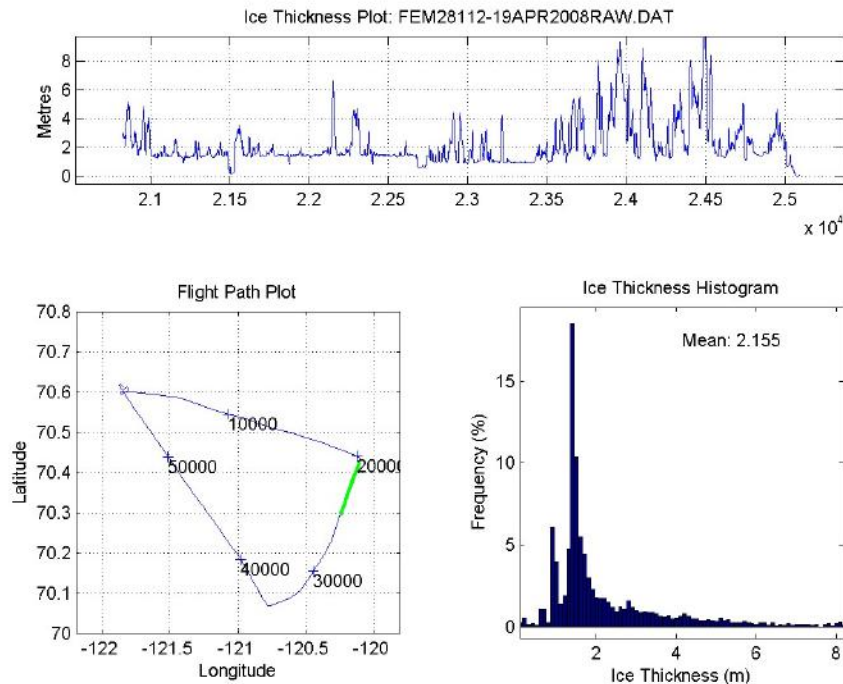 Ice Thickness Plot: FEM28112-19APR2008RAW.DAT
Metres
8
6
4
2
0
2.1 2.15 2.2 2.25 2.3 2.35 2.4 2.45 2.5
x 10⁴
Flight Path Plot
Latitude
70.8
70.7
70.6
70.5
70.4
70.3
70.2
70.1
70
10000
20000
50000
40000
30000
-122 -121.5 -121 -120.5 -120
Longitude
Ice Thickness Histogram
Mean: 2.155
Frequency (%)
15
10
5
0
2 4 6 8
Ice Thickness (m)